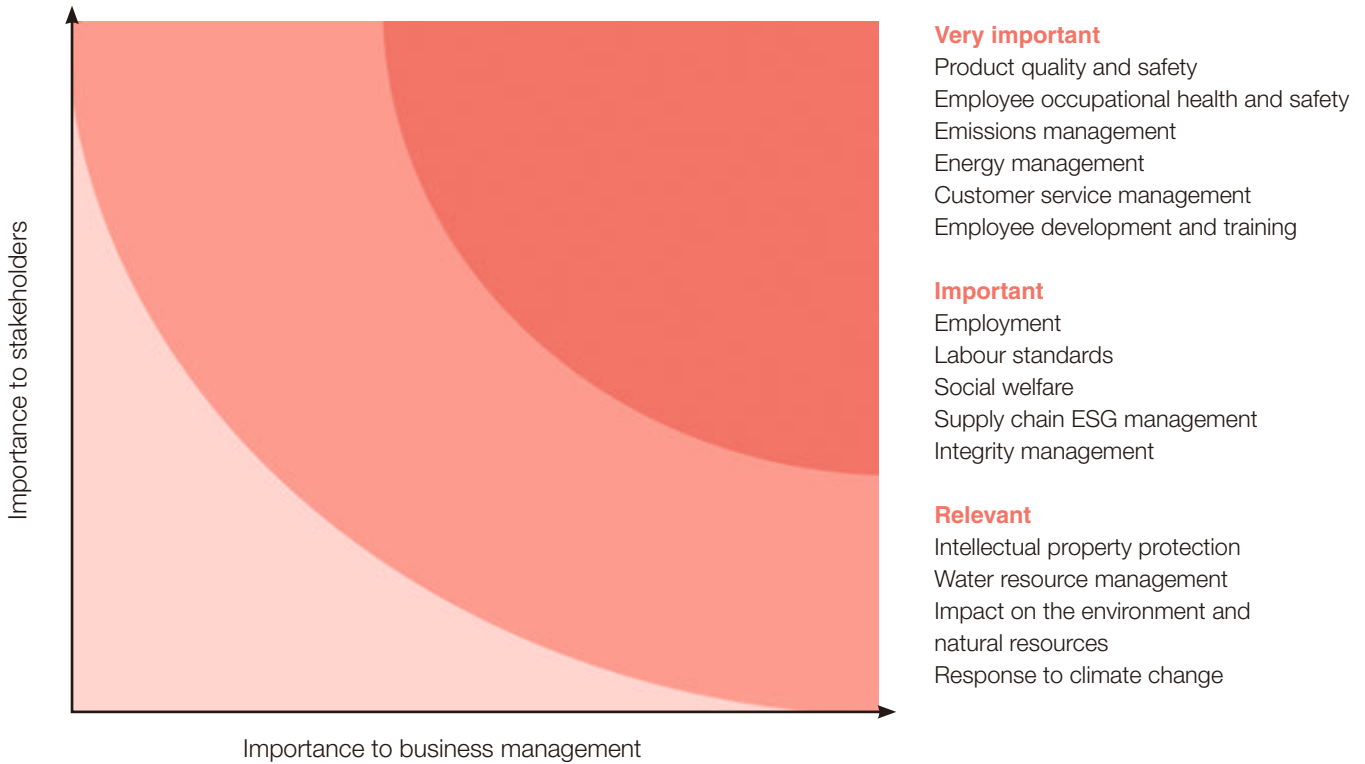 Importance to stakeholders
Importance to business management
Very important
Product quality and safety
Employee occupational health and safety
Emissions management
Energy management
Customer service management
Employee development and training
Important
Employment
Labour standards
Social welfare
Supply chain ESG management
Integrity management
Relevant
Intellectual property protection
Water resource management
Impact on the environment and
natural resources
Response to climate change